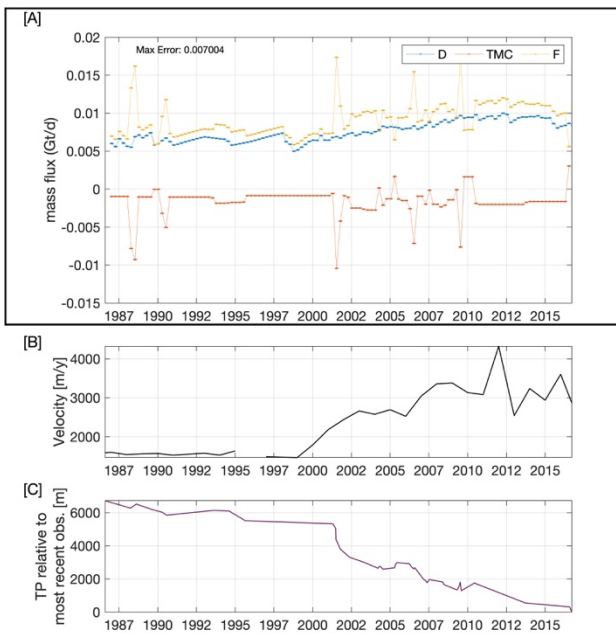 [A]
0.02
Max Error: 0.007004
D TMC F
0.015
0.01
0.005
0
-0.005
-0.01
-0.015
mass flux (Gt/d)
1987 1990 1992 1995 1997 2000 2002 2005 2007 2010 2012 2015
[B]
4000
3000
2000
Velocity [m/y]
1987 1990 1992 1995 1997 2000 2002 2005 2007 2010 2012 2015
[C]
6000
4000
2000
0
TP relative to
most recent obs. [m]
1987 1990 1992 1995 1997 2000 2002 2005 2007 2010 2012 2015